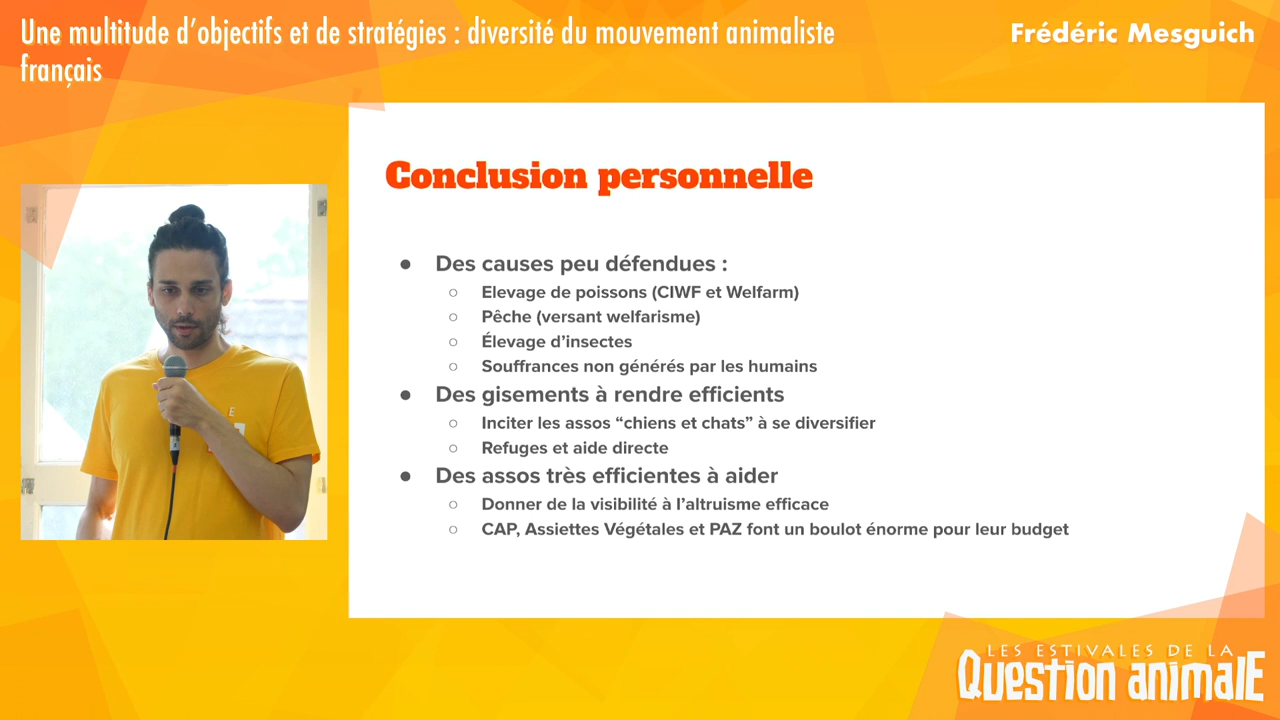 Une multitude d’objectifs et de stratégies : diversité du mouvement animaliste
français
Frédéric Mesguich
Conclusion personnelle
● Des causes peu défendues :
○ Elevage de poissons (CIWF et Welfarm)
○ Pêche (versant welfarisme)
○ Élevage d’insectes
○ Souffrances non générés par les humains
● Des gisements à rendre efficients
○ Inciter les assos “chiens et chats” à se diversifier
○ Refuges et aide directe
● Des assos très efficientes à aider
○ Donner de la visibilité à l’altruisme efficace
○ CAP, Assiettes Végétales et PAZ font un boulot énorme pour leur budget
LES ESTIVALES DE LA
QUESTION ANIMALE